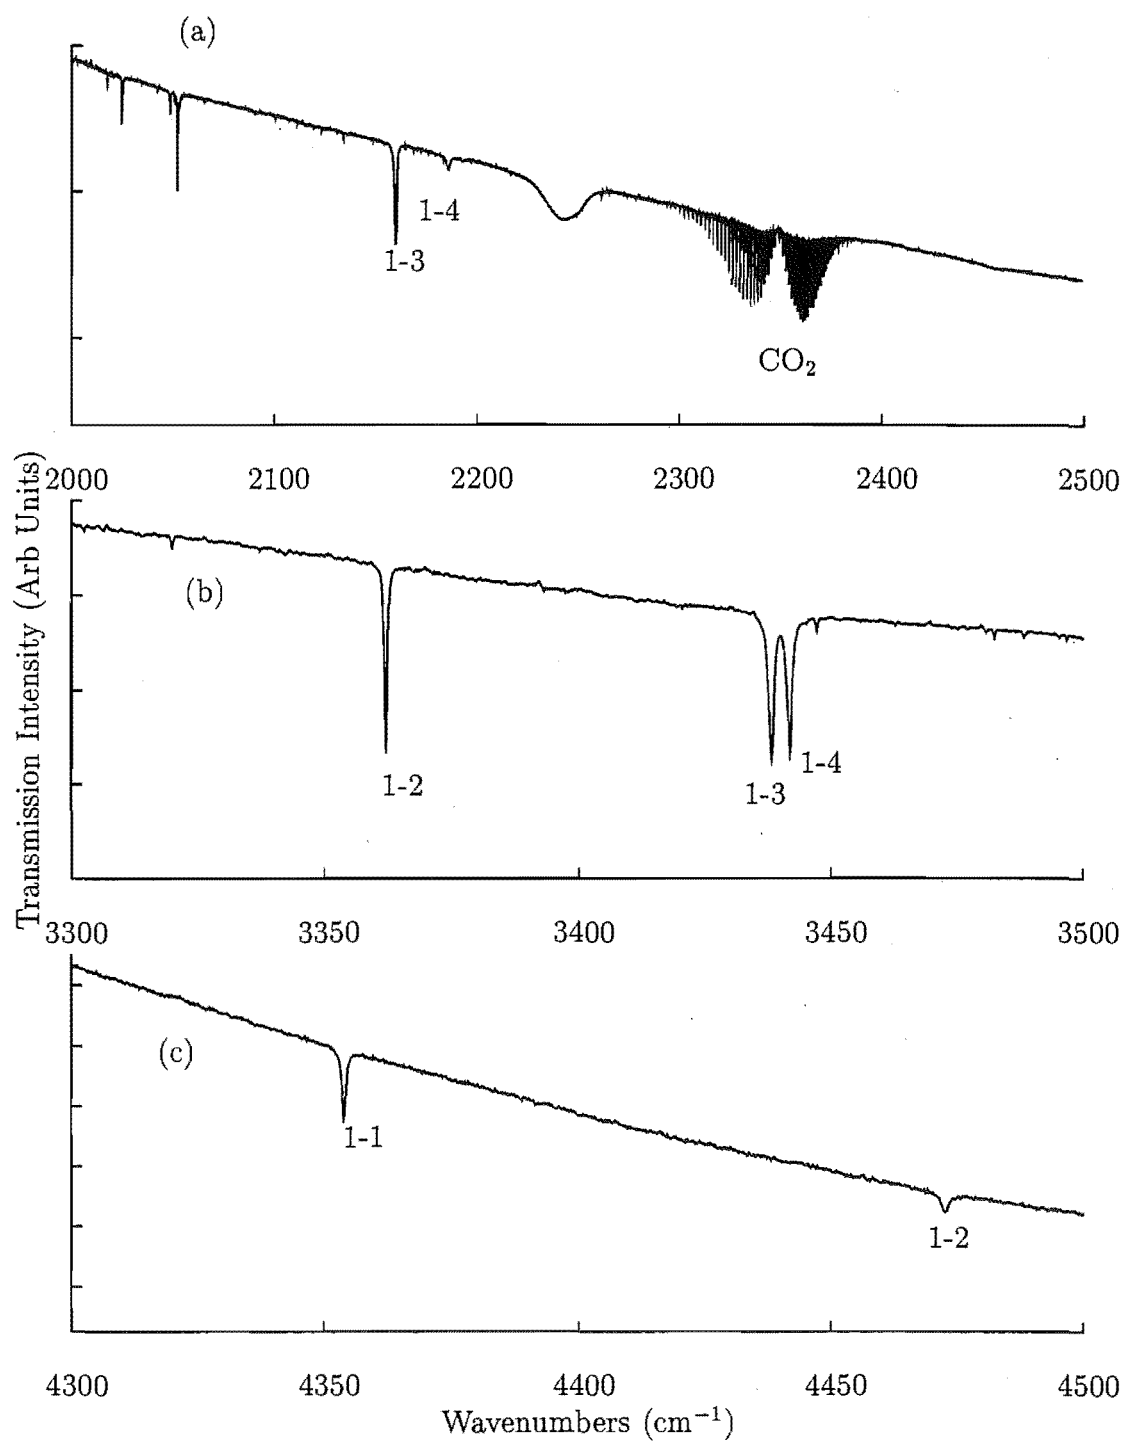 (a)
1-4
1-3
CO₂
2000 2100 2200 2300 2400 2500
Transmission Intensity (Arb Units)
(b)
1-2
1-4
1-3
3300 3350 3400 3450 3500
(c)
1-1
1-2
4300 4350 4400 4450 4500
Wavenumbers (cm⁻¹)